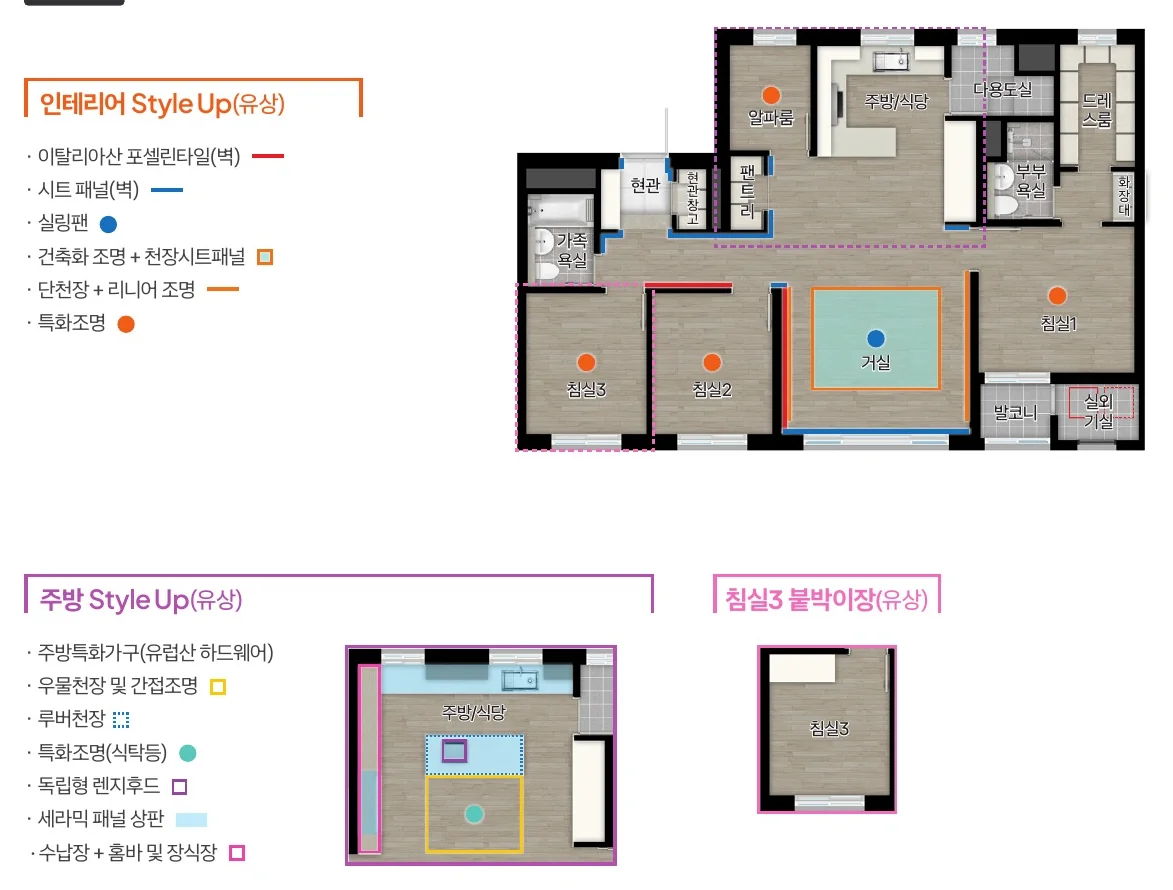 인테리어 Style Up(유상)
· 이탈리아산 포셀린타일(벽)
· 시트 패널(벽)
· 실링팬
· 건축화 조명 + 천장시트패널
· 단천장 + 리니어 조명
· 특화조명
알파룸
주방/식당
다용도실
드레
스룸
현관
현관창고
팬트리
부부
욕실
화장대
가족
욕실
침실3
침실2
거실
침실1
발코니
실외
기실
주방 Style Up(유상)
· 주방특화가구(유럽산 하드웨어)
· 우물천장 및 간접조명
· 루버천장
· 특화조명(식탁등)
· 독립형 렌지후드
· 세라믹 패널 상판
· 수납장 + 홈바 및 장식장
주방/식당
침실3 붙박이장(유상)
침실3